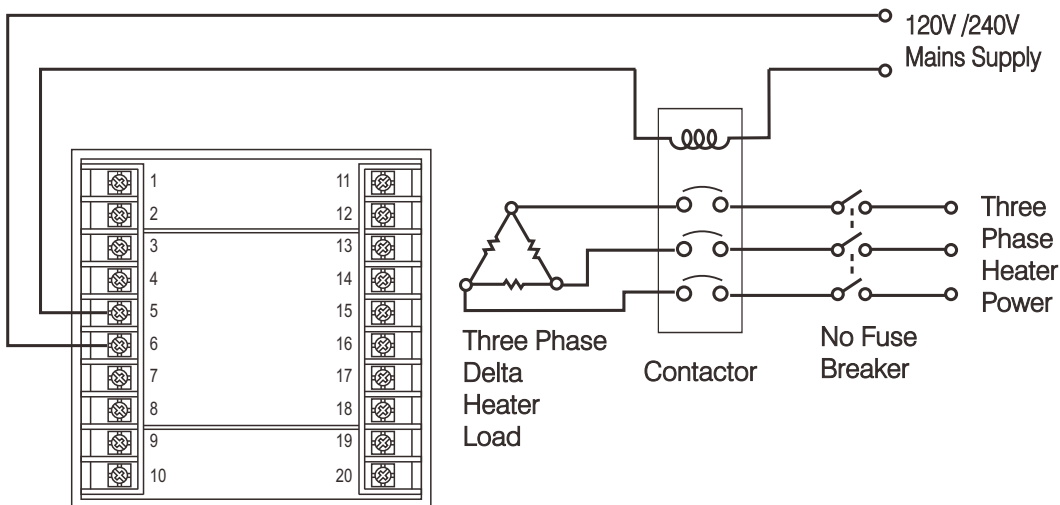 120V /240V
Mains Supply
1 11
2 12
3 13
4 14
5 15
6 16
7 17
8 18
9 19
10 20
Three Phase
Delta
Heater
Load
Contactor
No Fuse
Breaker
Three
Phase
Heater
Power